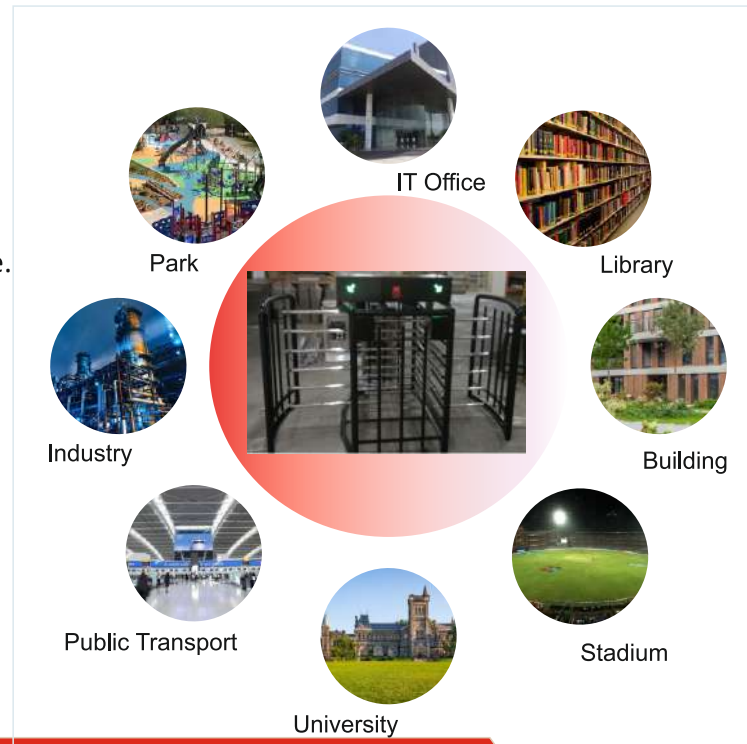 IT Office
Library
Park
e.
Industry
Building
Public Transport
Stadium
University